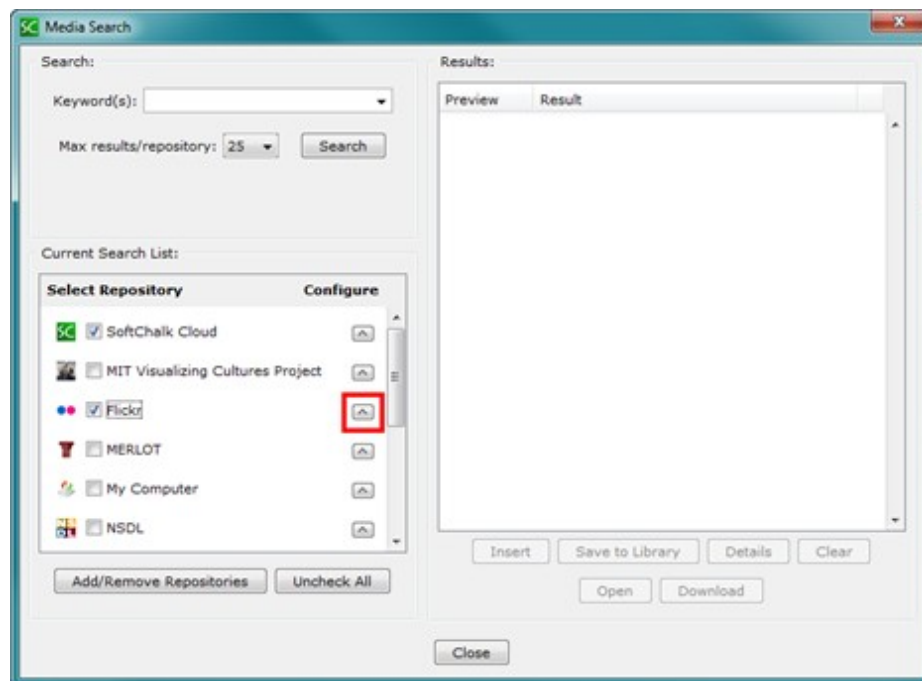 SC Media Search
Search:
Keyword(s):
Max results/repository: 25 Search
Current Search List:
Select Repository Configure
SC SoftChalk Cloud
MIT Visualizing Cultures Project
Flickr
MERLOT
My Computer
NSDL
Add/Remove Repositories Uncheck All
Results:
Preview Result
Insert Save to Library Details Clear
Open Download
Close